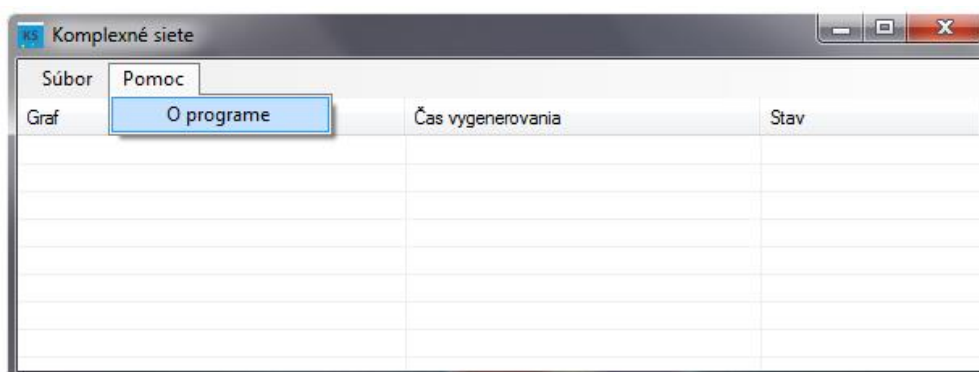 KS Komplexné siete
Súbor Pomoc
Graf O programe Čas vygenerovania Stav